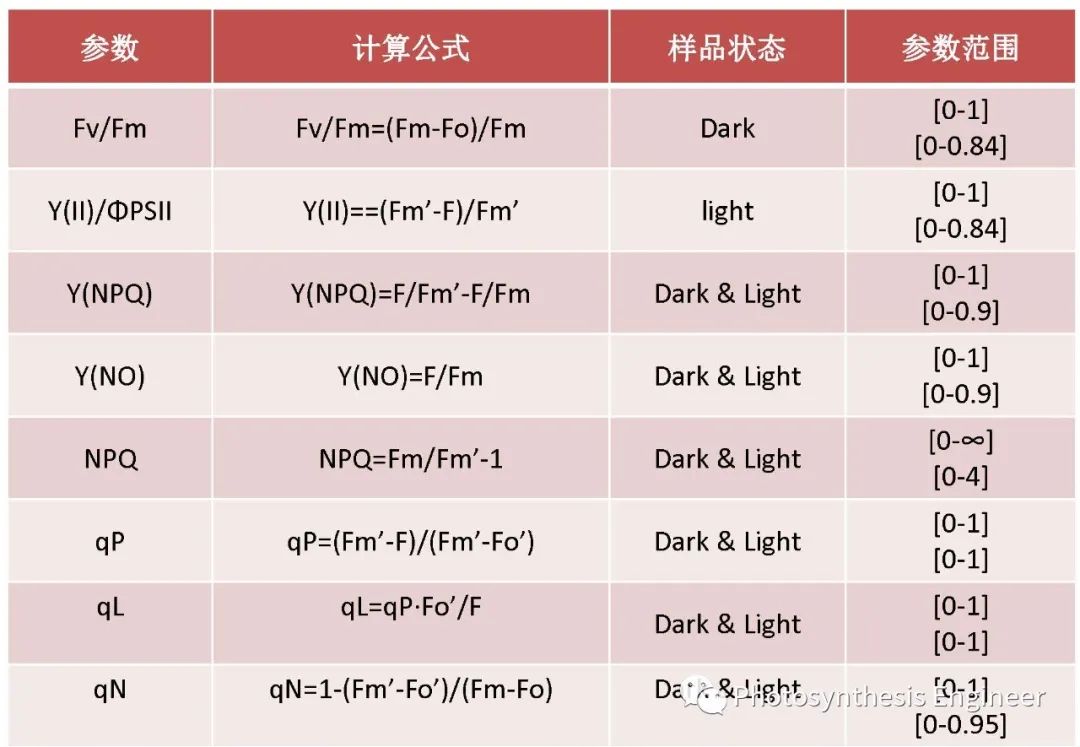 参数 计算公式 样品状态 参数范围
Fv/Fm Fv/Fm=(Fm-Fo)/Fm Dark [0-1]
[0-0.84]
Y(II)/ΦPSII Y(II)==(Fm’-F)/Fm’ light [0-1]
[0-0.84]
Y(NPQ) Y(NPQ)=F/Fm’-F/Fm Dark & Light [0-1]
[0-0.9]
Y(NO) Y(NO)=F/Fm Dark & Light [0-1]
[0-0.9]
NPQ NPQ=Fm/Fm’-1 Dark & Light [0-∞]
[0-4]
qP qP=(Fm’-F)/(Fm’-Fo’) Dark & Light [0-1]
[0-1]
qL qL=qP·Fo’/F Dark & Light [0-1]
[0-1]
qN qN=1-(Fm’-Fo’)/(Fm-Fo) Dark & Light [0-1]
[0-0.95]
Photosynthesis Engineer